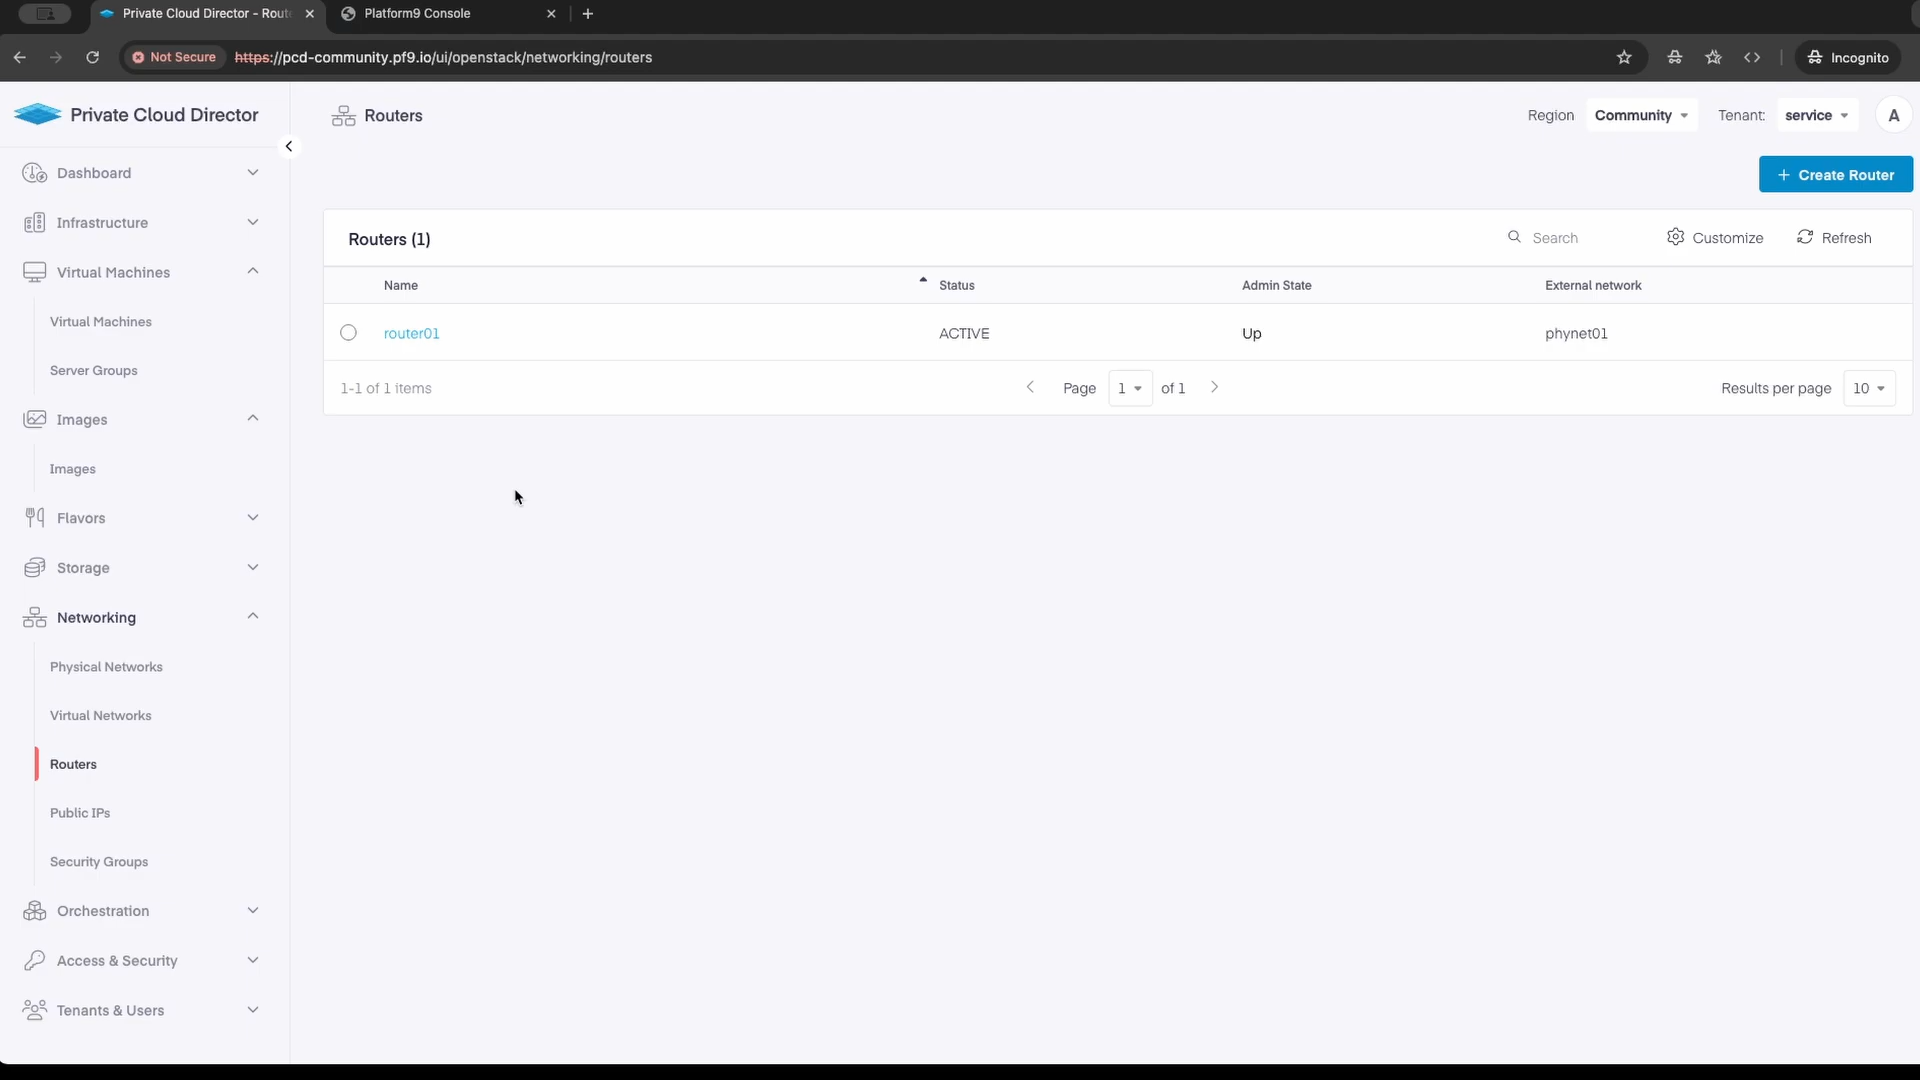 Private Cloud Director - Route
Platform9 Console
Not Secure
https://pcd-community.pf9.io/ui/openstack/networking/routers
Incognito
Private Cloud Director
Routers
Region
Community
Tenant:
service
A
Dashboard
Create Router
Infrastructure
Routers (1)
Search
Customize
Refresh
Virtual Machines
Name
Status
Admin State
External network
Virtual Machines
router01
ACTIVE
Up
phynet01
Server Groups
1-1 of 1 items
Page
1
of 1
Results per page
10
Images
Images
Flavors
Storage
Networking
Physical Networks
Virtual Networks
Routers
Public IPs
Security Groups
Orchestration
Access & Security
Tenants & Users